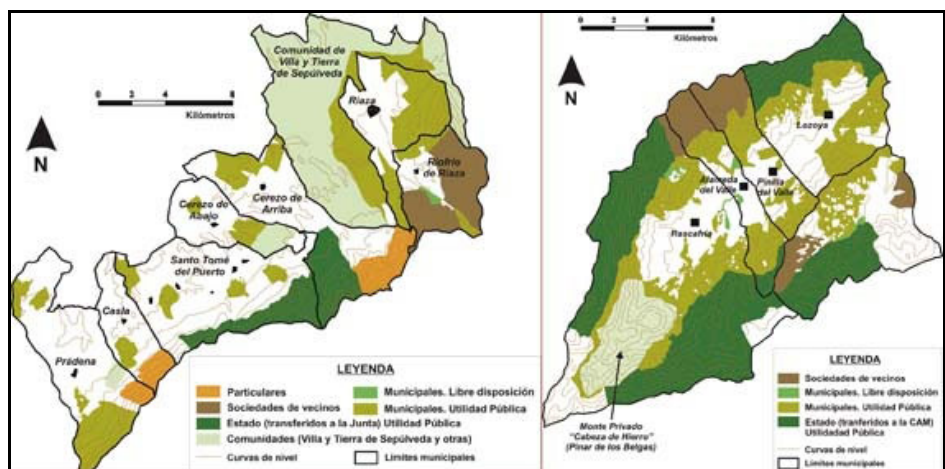 Comunidad de
Villa y Tierra
de Sepúlveda
Riaza
0 2 4 8
Kilómetros
N
Riofrío
de Riaza
Cerezo de
Arriba
Cerezo de
Abajo
Santo Tomé
del Puerto
Casla
Prádena
LEYENDA
Particulares
Sociedades de vecinos
Estado (transferidos a la Junta) Utilidad Pública
Comunidades (Villa y Tierra de Sepúlveda y otras)
Curvas de nivel
Municipales. Libre disposición
Municipales. Utilidad Pública
Límites municipales
0 2 4 8
Kilómetros
N
Lozoya
Alameda
del Valle
Pinilla
del Valle
Rascafría
Monte Privado
"Cabeza de Hierro"
(Pinar de los Belgas)
LEYENDA
Sociedades de vecinos
Municipales. Libre disposición
Municipales. Utilidad Pública
Estado (tranferidos a la CAM)
Utilidadad Pública
Curvas de nivel
Límites municipales